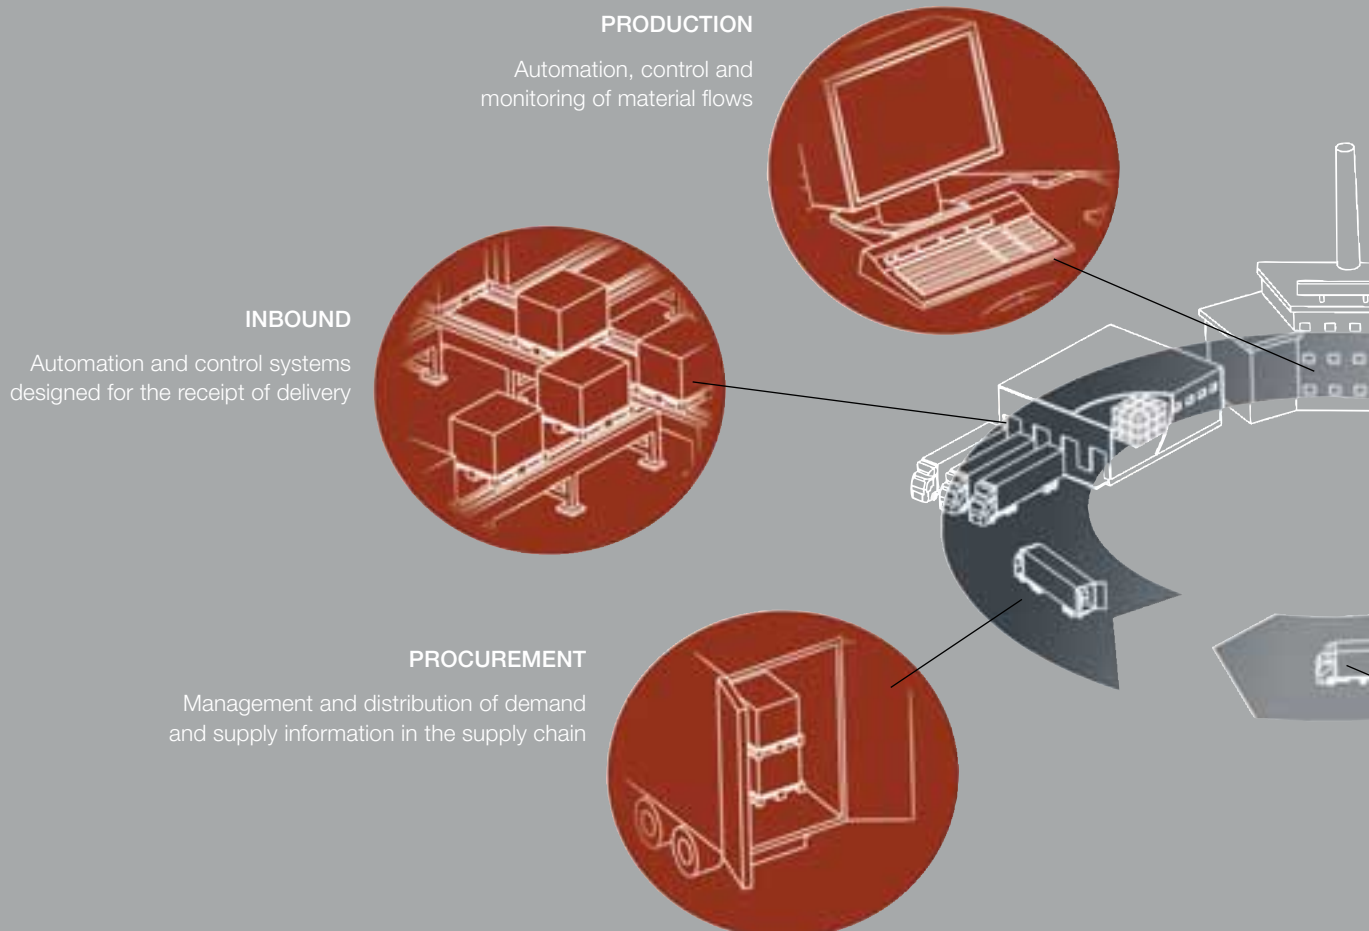 PRODUCTION
Automation, control and
monitoring of material flows
INBOUND
Automation and control systems
designed for the receipt of delivery
PROCUREMENT
Management and distribution of demand
and supply information in the supply chain